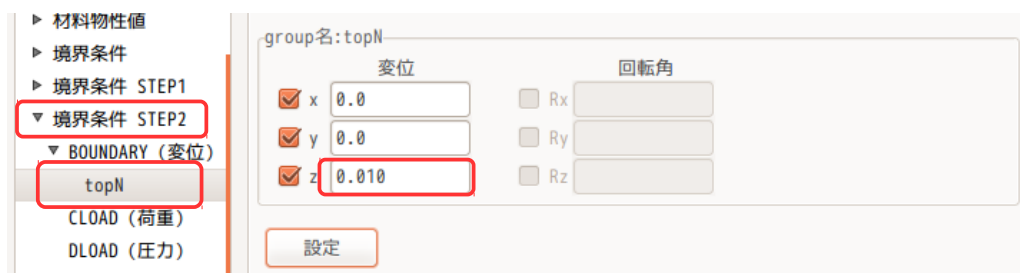 ▶ 材料物性値
▶ 境界条件
▶ 境界条件 STEP1
▼ 境界条件 STEP2
▼ BOUNDARY (変位)
topN
CLOAD (荷重)
DLOAD (圧力)
group名:topN
変位 回転角
x 0.0 Rx
y 0.0 Ry
z 0.010 Rz
設定